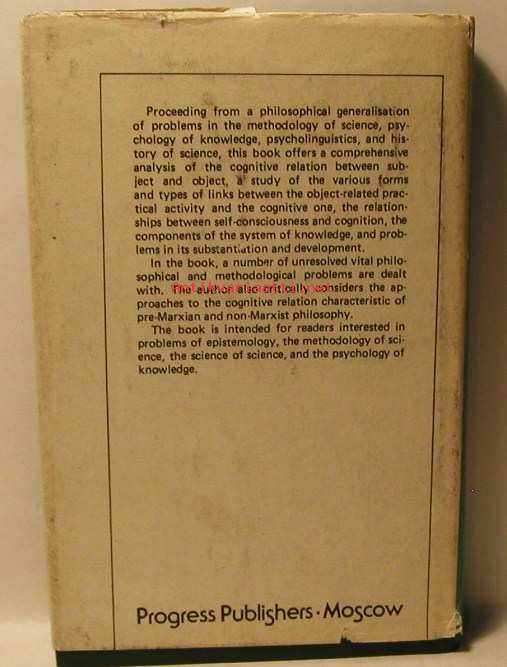 Proceeding from a philosophical generalisation
of problems in the methodology of science, psy-
chology of knowledge, psycholinguistics, and his-
tory of science, this book offers a comprehensive
analysis of the cognitive relation between sub-
ject and object, a study of the various forms
and types of links between the object-related prac-
tical activity and the cognitive one, the relation-
ships between self-consciousness and cognition, the
components of the system of knowledge, and prob-
lems in its substantiation and development.
In the book, a number of unresolved vital philo-
sophical and methodological problems are dealt
with. The author also critically considers the ap-
proaches to the cognitive relation characteristic of
pre-Marxian and non-Marxist philosophy.
The book is intended for readers interested in
problems of epistemology, the methodology of sci-
ence, the science of science, and the psychology of
knowledge.
Progress Publishers · Moscow